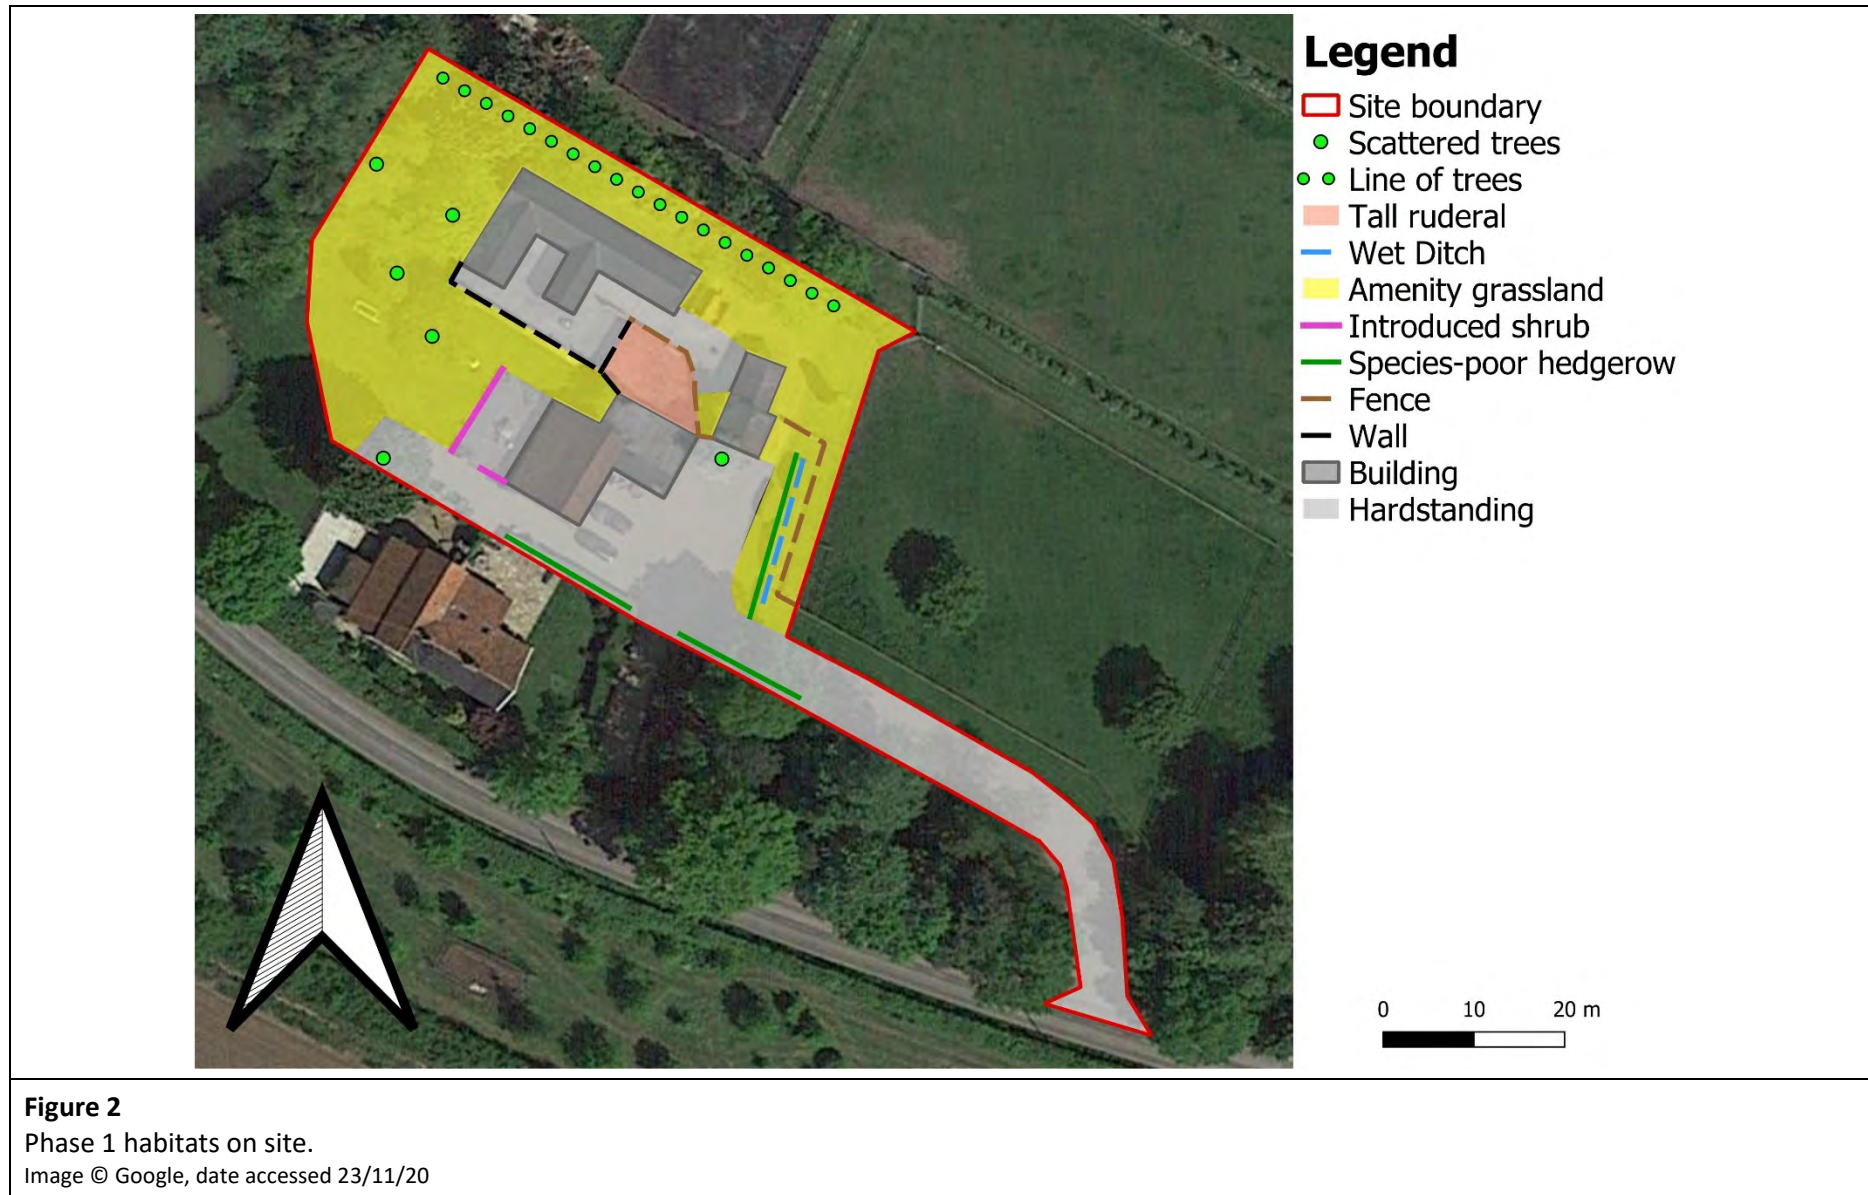 Legend
Site boundary
Scattered trees
Line of trees
Tall ruderal
Wet Ditch
Amenity grassland
Introduced shrub
Species-poor hedgerow
Fence
Wall
Building
Hardstanding
0 10 20 m
Figure 2
Phase 1 habitats on site.
Image © Google, date accessed 23/11/20